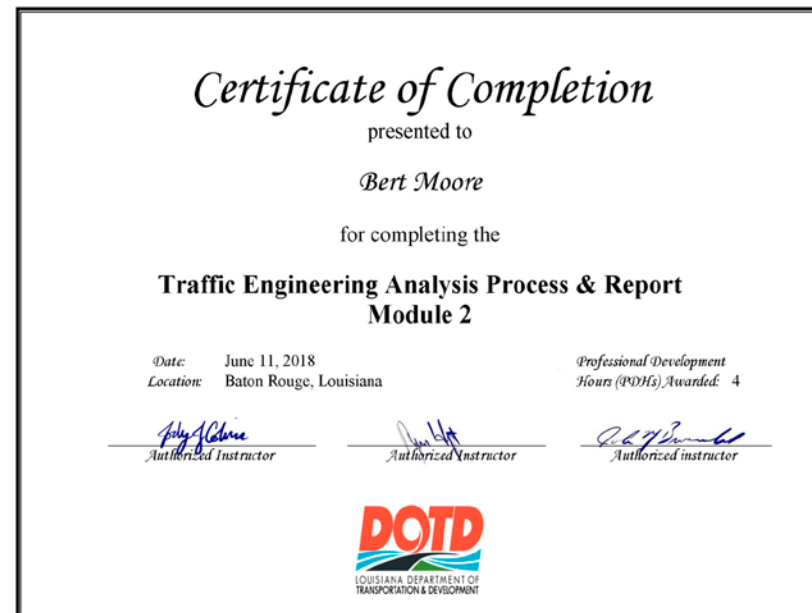 Certificate of Completion
presented to
Bert Moore
for completing the
Traffic Engineering Analysis Process & Report
Module 2
Date: June 11, 2018
Location: Baton Rouge, Louisiana
Professional Development
Hours (PDHs) Awarded: 4
Authorized Instructor
Authorized Instructor
Authorized instructor
DOTD
LOUISIANA DEPARTMENT OF
TRANSPORTATION & DEVELOPMENT